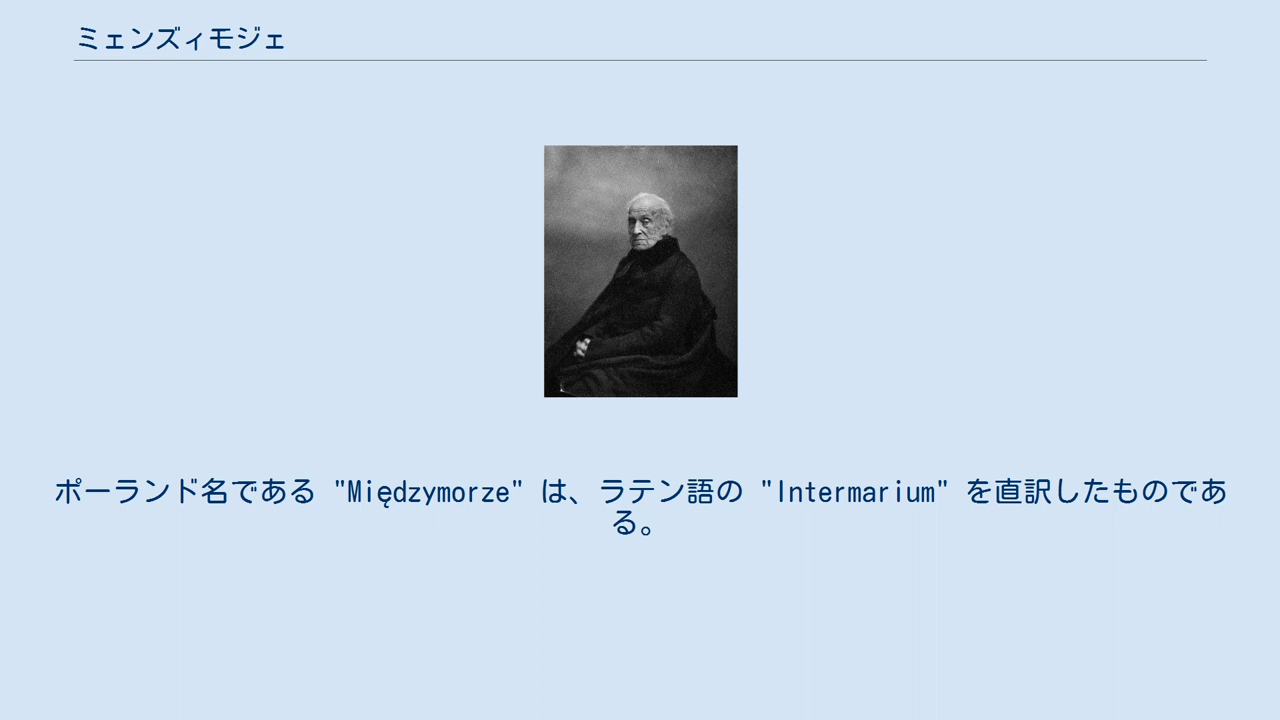 ミェンズィモジェ
ポーランド名である "Międzymorze" は、ラテン語の "Intermarium" を直訳したものであ
る。